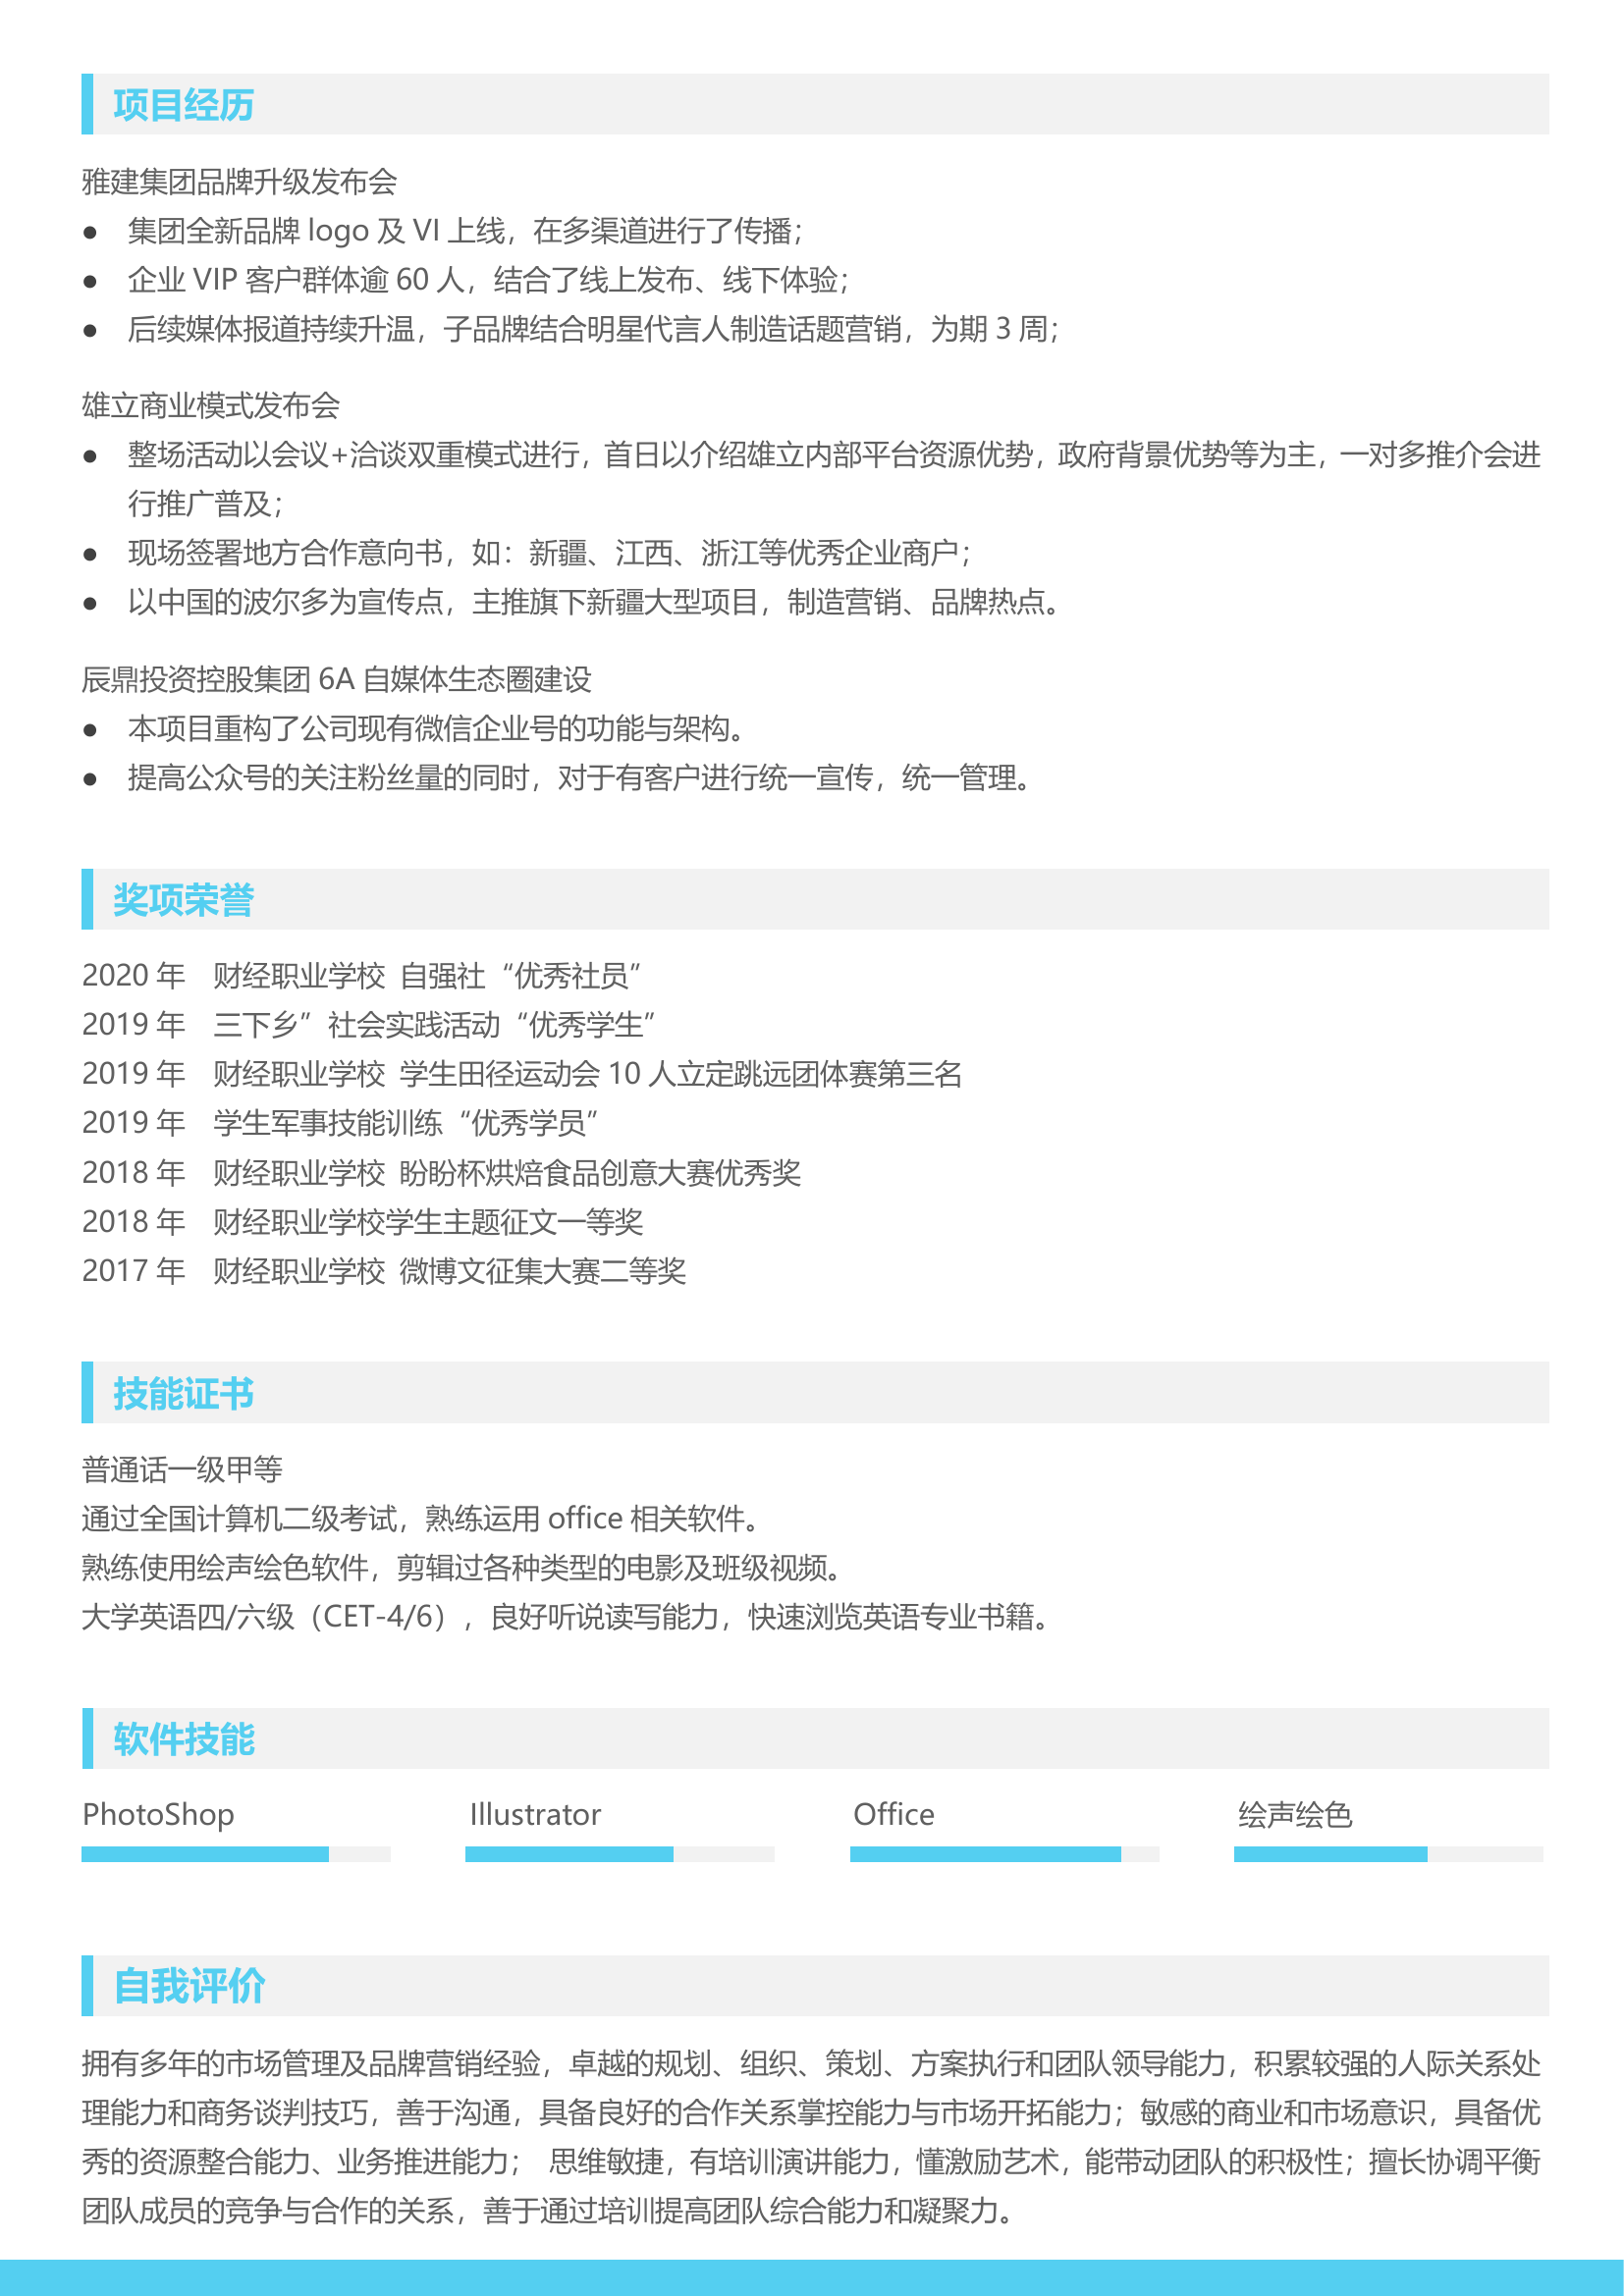 项目经历
雅建集团品牌升级发布会
● 集团全新品牌 logo 及 VI 上线，在多渠道进行了传播；
● 企业 VIP 客户群体逾 60 人，结合了线上发布、线下体验；
● 后续媒体报道持续升温，子品牌结合明星代言人制造话题营销，为期 3 周；
雄立商业模式发布会
● 整场活动以会议+洽谈双重模式进行，首日以介绍雄立内部平台资源优势，政府背景优势等为主，一对多推介会进
行推广普及；
● 现场签署地方合作意向书，如：新疆、江西、浙江等优秀企业商户；
● 以中国的波尔多为宣传点，主推旗下新疆大型项目，制造营销、品牌热点。
辰鼎投资控股集团 6A 自媒体生态圈建设
● 本项目重构了公司现有微信企业号的功能与架构。
● 提高公众号的关注粉丝量的同时，对于有客户进行统一宣传，统一管理。
奖项荣誉
2020 年 财经职业学校 自强社“优秀社员”
2019 年 三下乡”社会实践活动“优秀学生”
2019 年 财经职业学校 学生田径运动会 10 人立定跳远团体赛第三名
2019 年 学生军事技能训练“优秀学员”
2018 年 财经职业学校 盼盼杯烘焙食品创意大赛优秀奖
2018 年 财经职业学校学生主题征文一等奖
2017 年 财经职业学校 微博文征集大赛二等奖
技能证书
普通话一级甲等
通过全国计算机二级考试，熟练运用 office 相关软件。
熟练使用绘声绘色软件，剪辑过各种类型的电影及班级视频。
大学英语四/六级（CET-4/6），良好听说读写能力，快速浏览英语专业书籍。
软件技能
PhotoShop Illustrator Office 绘声绘色
自我评价
拥有多年的市场管理及品牌营销经验，卓越的规划、组织、策划、方案执行和团队领导能力，积累较强的人际关系处
理能力和商务谈判技巧，善于沟通，具备良好的合作关系掌控能力与市场开拓能力；敏感的商业和市场意识，具备优
秀的资源整合能力、业务推进能力； 思维敏捷，有培训演讲能力，懂激励艺术，能带动团队的积极性；擅长协调平衡
团队成员的竞争与合作的关系，善于通过培训提高团队综合能力和凝聚力。